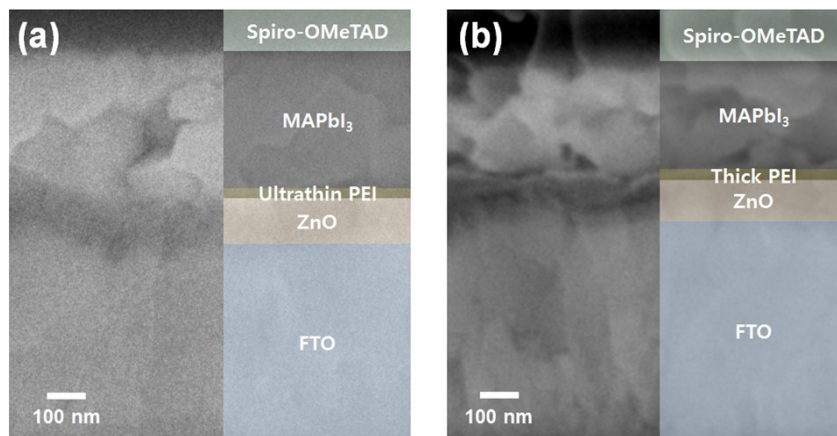 (a)
Spiro-OMeTAD
MAPbI₃
Ultrathin PEI
ZnO
FTO
100 nm
(b)
Spiro-OMeTAD
MAPbI₃
Thick PEI
ZnO
FTO
100 nm